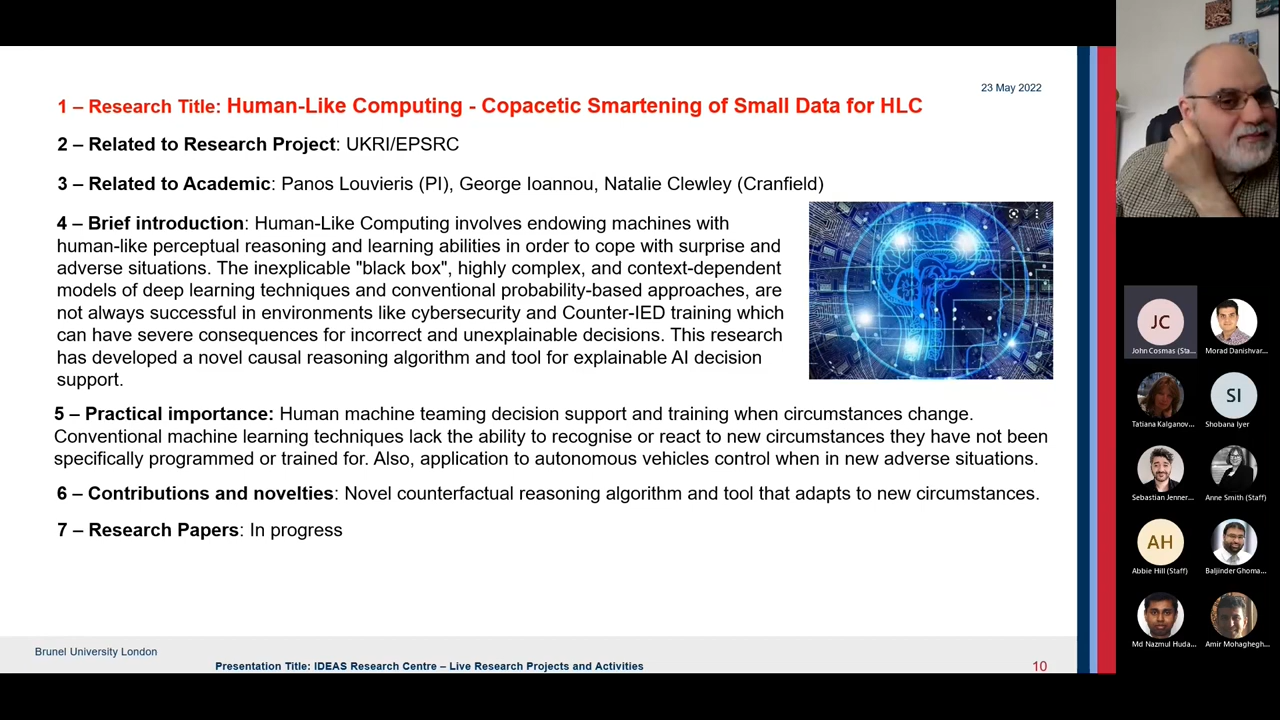 23 May 2022
1 – Research Title: Human-Like Computing - Copacetic Smartening of Small Data for HLC
2 – Related to Research Project: UKRI/EPSRC
3 – Related to Academic: Panos Louvieris (PI), George Ioannou, Natalie Clewley (Cranfield)
4 – Brief introduction: Human-Like Computing involves endowing machines with
human-like perceptual reasoning and learning abilities in order to cope with surprise and
adverse situations. The inexplicable "black box", highly complex, and context-dependent
models of deep learning techniques and conventional probability-based approaches, are
not always successful in environments like cybersecurity and Counter-IED training which
can have severe consequences for incorrect and unexplainable decisions. This research
has developed a novel causal reasoning algorithm and tool for explainable AI decision
support.
5 – Practical importance: Human machine teaming decision support and training when circumstances change.
Conventional machine learning techniques lack the ability to recognise or react to new circumstances they have not been
specifically programmed or trained for. Also, application to autonomous vehicles control when in new adverse situations.
6 – Contributions and novelties: Novel counterfactual reasoning algorithm and tool that adapts to new circumstances.
7 – Research Papers: In progress
Brunel University London
Presentation Title: IDEAS Research Centre – Live Research Projects and Activities
10
JC
John Cosmas (Sta...
Morad Danishvar...
Tatiana Kalganov...
SI
Shobana Iyer
Sebastian Jenner...
Anne Smith (Staff)
AH
Abbie Hill (Staff)
Baljinder Ghoma...
Md Nazmul Huda...
Amir Mohaghegh...